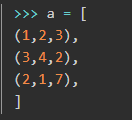 >>> a = [
(1,2,3),
(3,4,2),
(2,1,7),
]